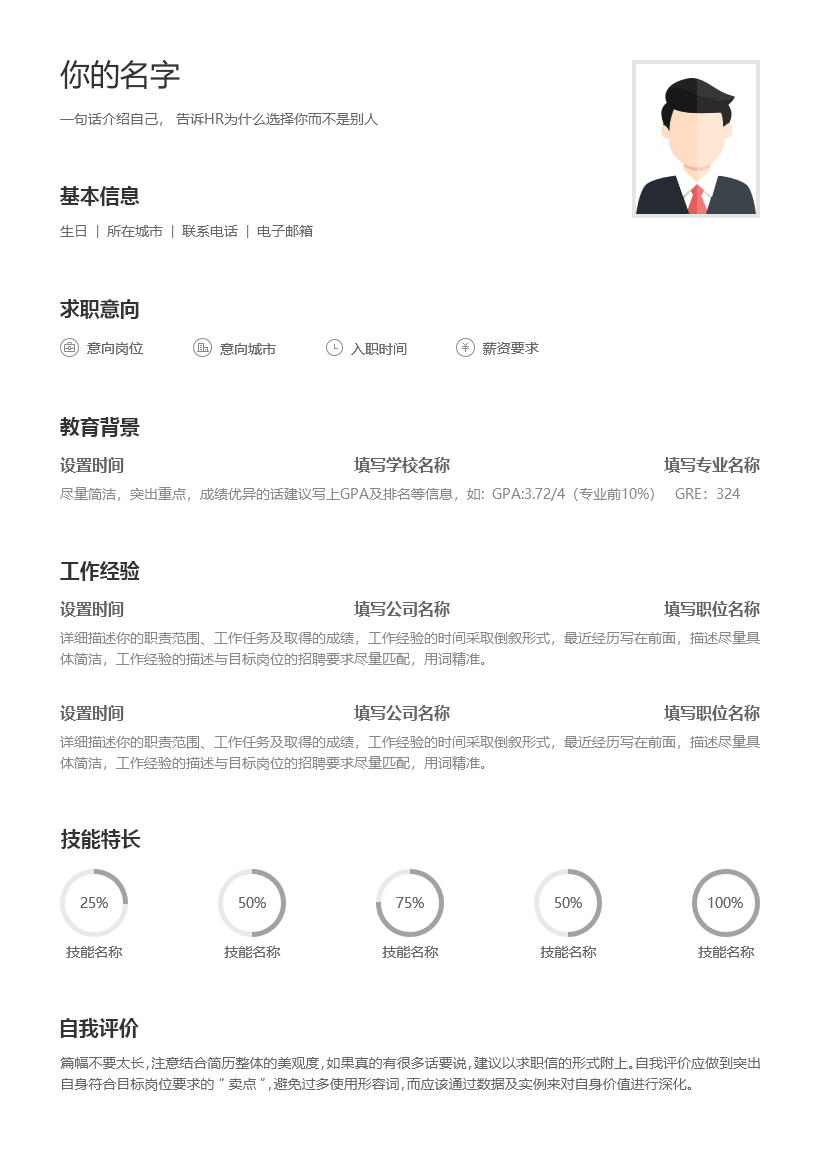 你的名字
一句话介绍自己， 告诉HR为什么选择你而不是别人
基本信息
生日 | 所在城市 | 联系电话 | 电子邮箱
求职意向
意向岗位 意向城市 入职时间 ¥ 薪资要求
教育背景
设置时间 填写学校名称 填写专业名称
尽量简洁，突出重点，成绩优异的话建议写上GPA及排名等信息，如：GPA:3.72/4（专业前10%） GRE：324
工作经验
设置时间 填写公司名称 填写职位名称
详细描述你的职责范围、工作任务及取得的成绩，工作经验的时间采取倒叙形式，最近经历写在前面，描述尽量具
体简洁，工作经验的描述与目标岗位的招聘要求尽量匹配，用词精准。
设置时间 填写公司名称 填写职位名称
详细描述你的职责范围、工作任务及取得的成绩，工作经验的时间采取倒叙形式，最近经历写在前面，描述尽量具
体简洁，工作经验的描述与目标岗位的招聘要求尽量匹配，用词精准。
技能特长
25% 50% 75% 50% 100%
技能名称 技能名称 技能名称 技能名称 技能名称
自我评价
篇幅不要太长，注意结合简历整体的美观度，如果真的有很多话要说，建议以求职信的形式附上。自我评价应做到突出
自身符合目标岗位要求的＂卖点＂，避免过多使用形容词，而应该通过数据及实例来对自身价值进行深化。